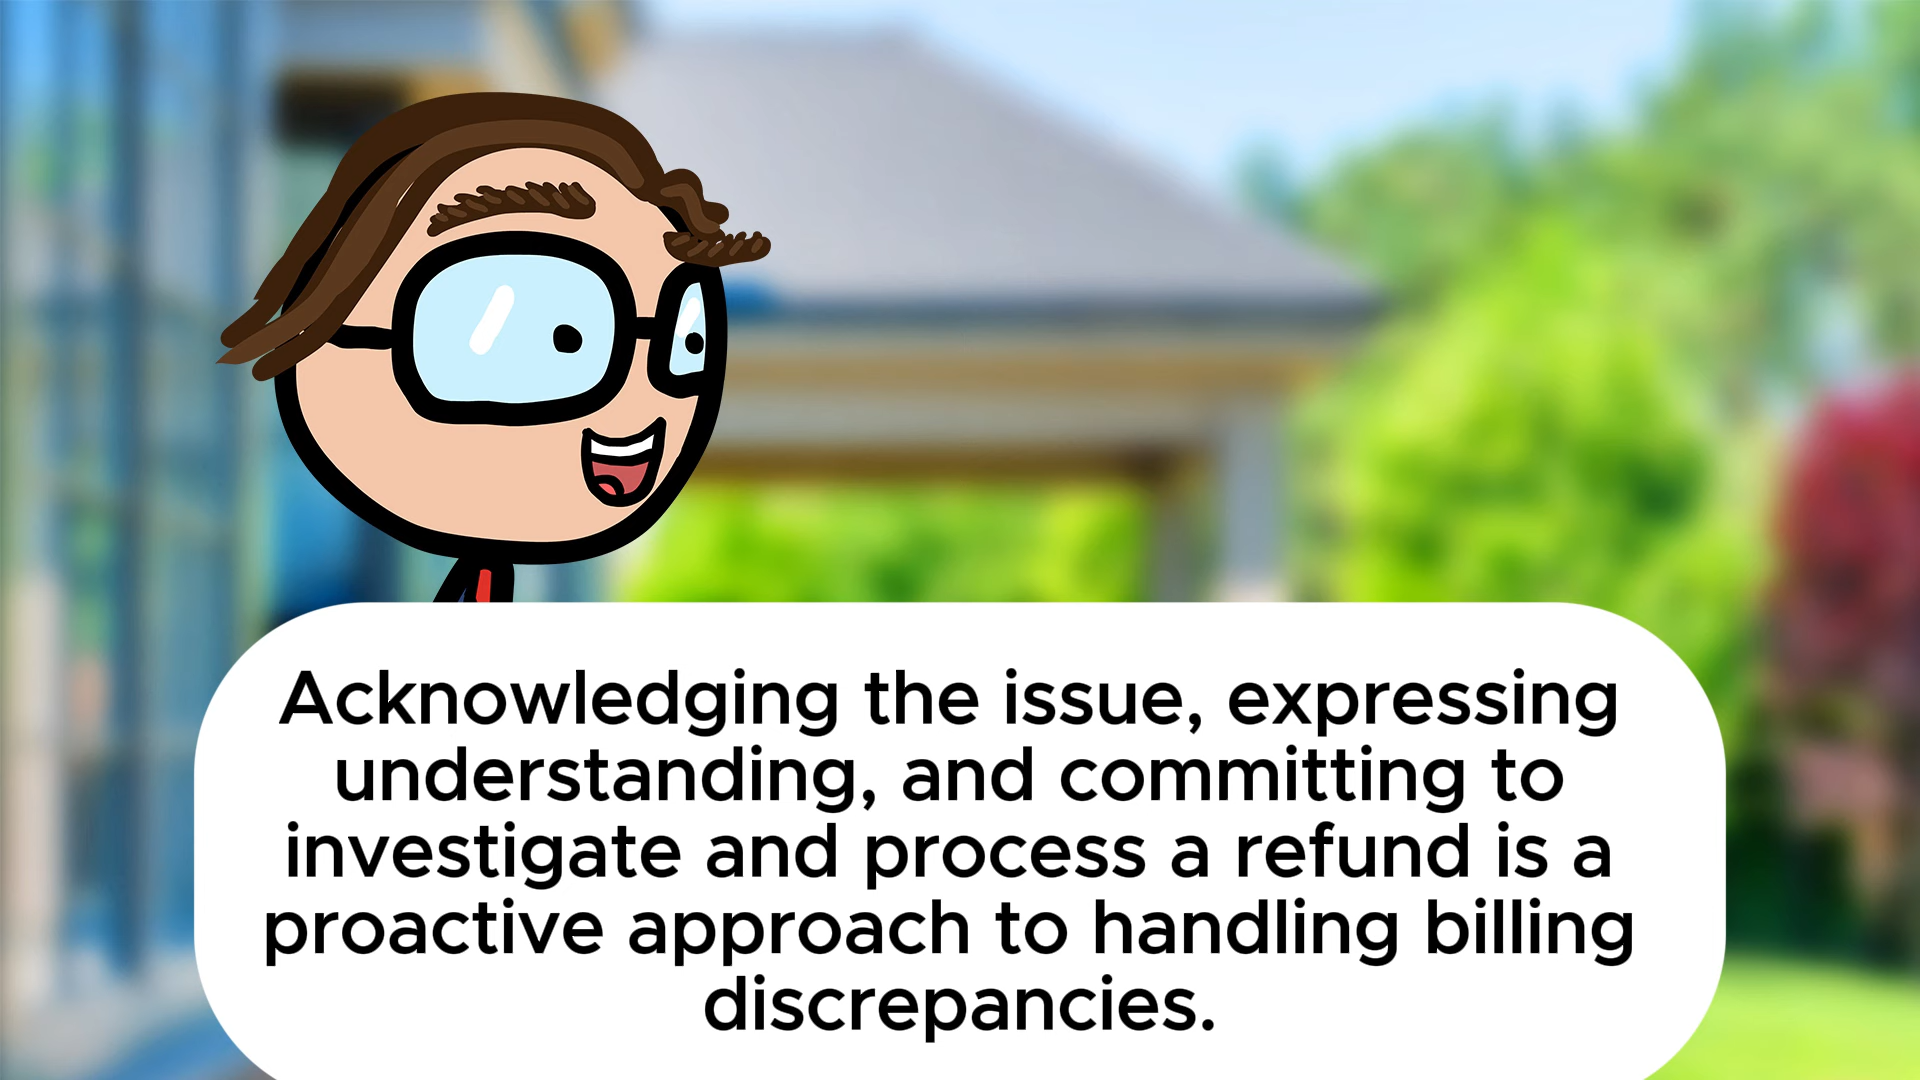 Acknowledging the issue, expressing
understanding, and committing to
investigate and process a refund is a
proactive approach to handling billing
discrepancies.